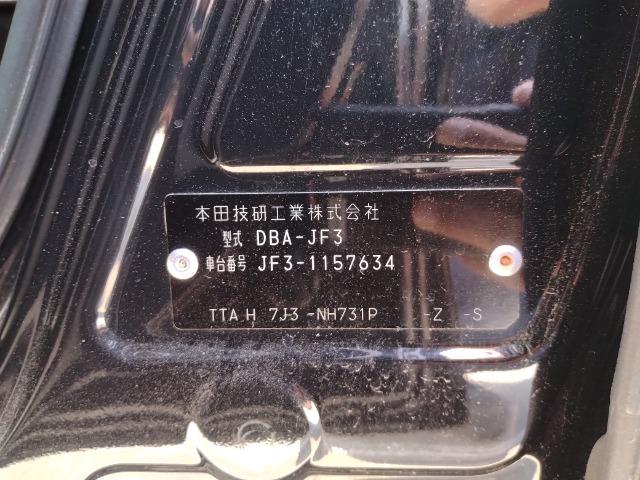 本田技研工業株式会社
型式 DBA-JF3
車台番号 JF3-1157634
TTA H 7J3 -NH731P -Z -S